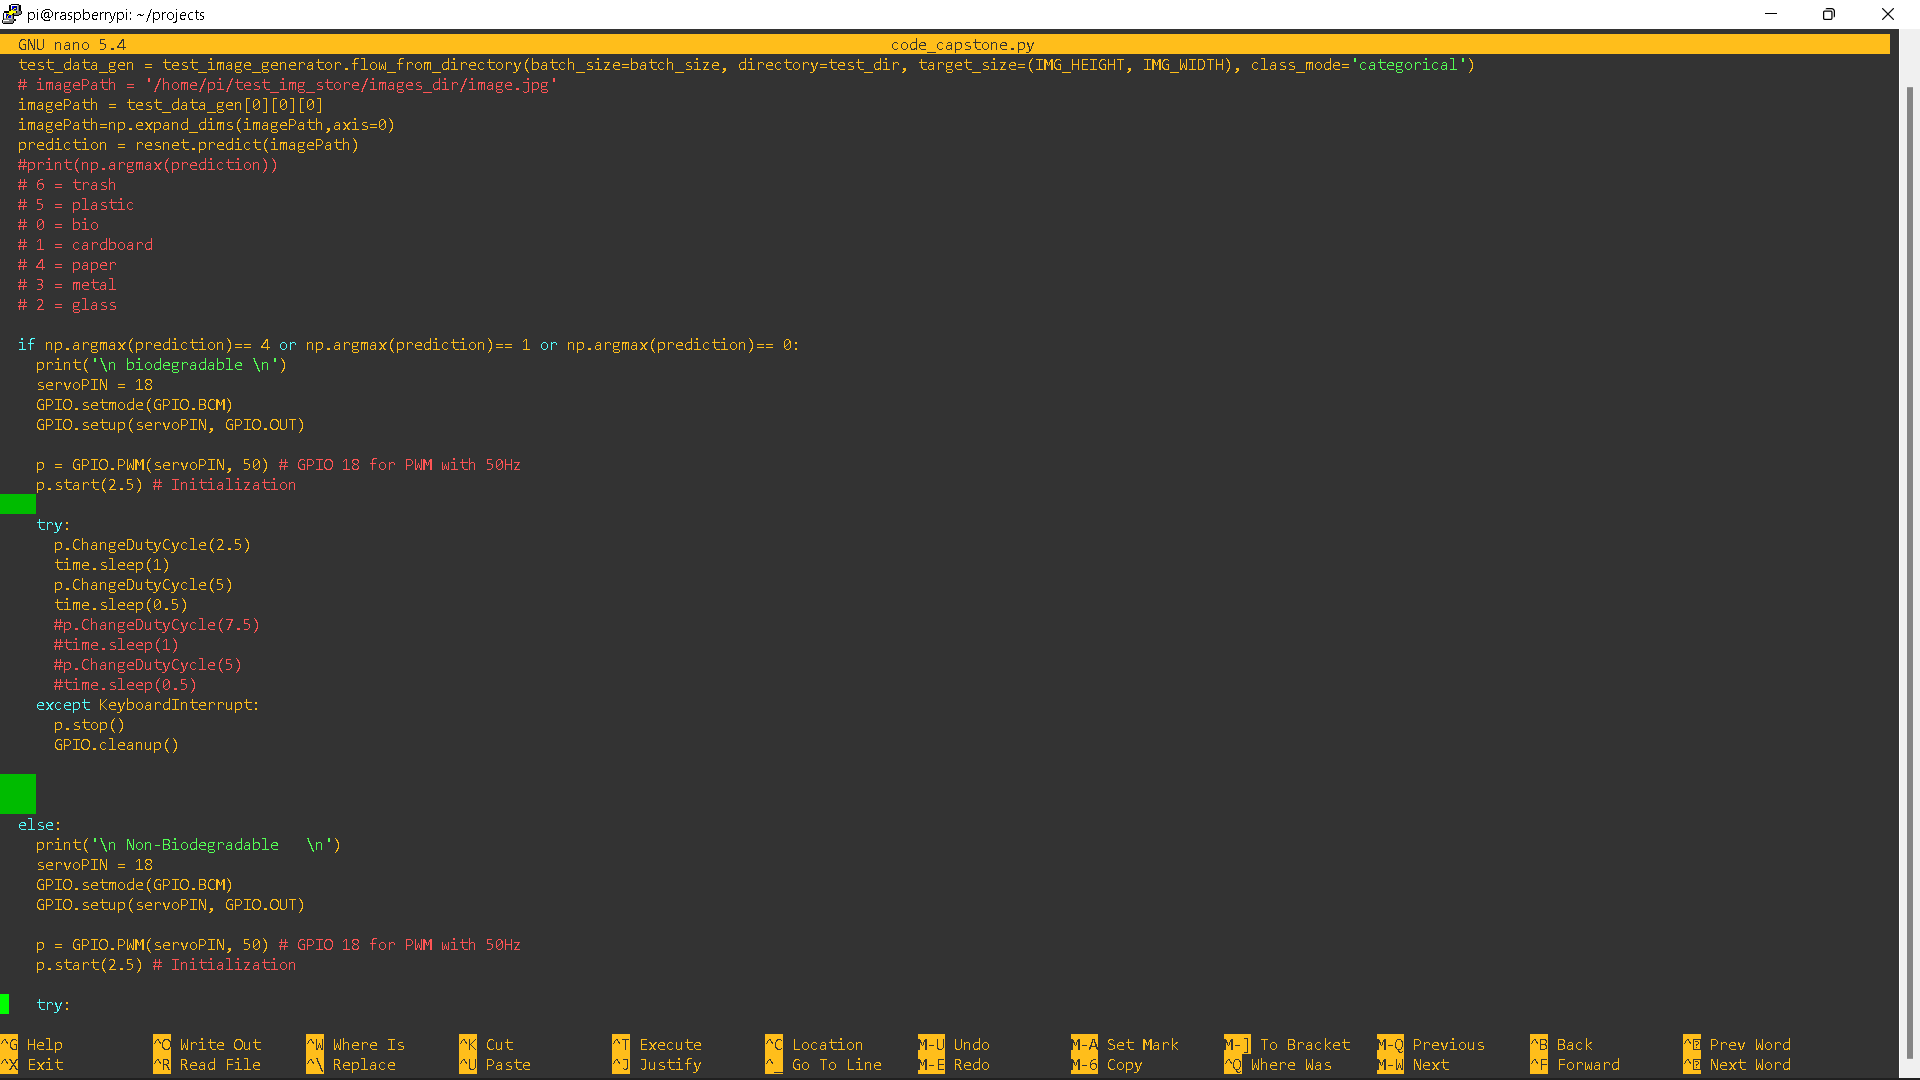 pi@raspberrypi: ~/projects
GNU nano 5.4 code_capstone.py
test_data_gen = test_image_generator.flow_from_directory(batch_size=batch_size, directory=test_dir, target_size=(IMG_HEIGHT, IMG_WIDTH), class_mode='categorical')
# imagePath = '/home/pi/test_img_store/images_dir/image.jpg'
imagePath = test_data_gen[0][0][0]
imagePath=np.expand_dims(imagePath,axis=0)
prediction = resnet.predict(imagePath)
#print(np.argmax(prediction))
# 6 = trash
# 5 = plastic
# 0 = bio
# 1 = cardboard
# 4 = paper
# 3 = metal
# 2 = glass
if np.argmax(prediction)== 4 or np.argmax(prediction)== 1 or np.argmax(prediction)== 0:
print('\n biodegradable \n')
servoPIN = 18
GPIO.setmode(GPIO.BCM)
GPIO.setup(servoPIN, GPIO.OUT)
p = GPIO.PWM(servoPIN, 50) # GPIO 18 for PWM with 50Hz
p.start(2.5) # Initialization
try:
p.ChangeDutyCycle(2.5)
time.sleep(1)
p.ChangeDutyCycle(5)
time.sleep(0.5)
#p.ChangeDutyCycle(7.5)
#time.sleep(1)
#p.ChangeDutyCycle(5)
#time.sleep(0.5)
except KeyboardInterrupt:
p.stop()
GPIO.cleanup()
else:
print('\n Non-Biodegradable   \n')
servoPIN = 18
GPIO.setmode(GPIO.BCM)
GPIO.setup(servoPIN, GPIO.OUT)
p = GPIO.PWM(servoPIN, 50) # GPIO 18 for PWM with 50Hz
p.start(2.5) # Initialization
try:
^G Help ^O Write Out ^W Where Is ^K Cut ^T Execute ^C Location M-U Undo M-A Set Mark M-] To Bracket M-Q Previous ^B Back ^ Prev Word
^X Exit ^R Read File ^\ Replace ^U Paste ^J Justify ^_ Go To Line M-E Redo M-6 Copy ^Q Where Was M-W Next ^F Forward ^ Next Word